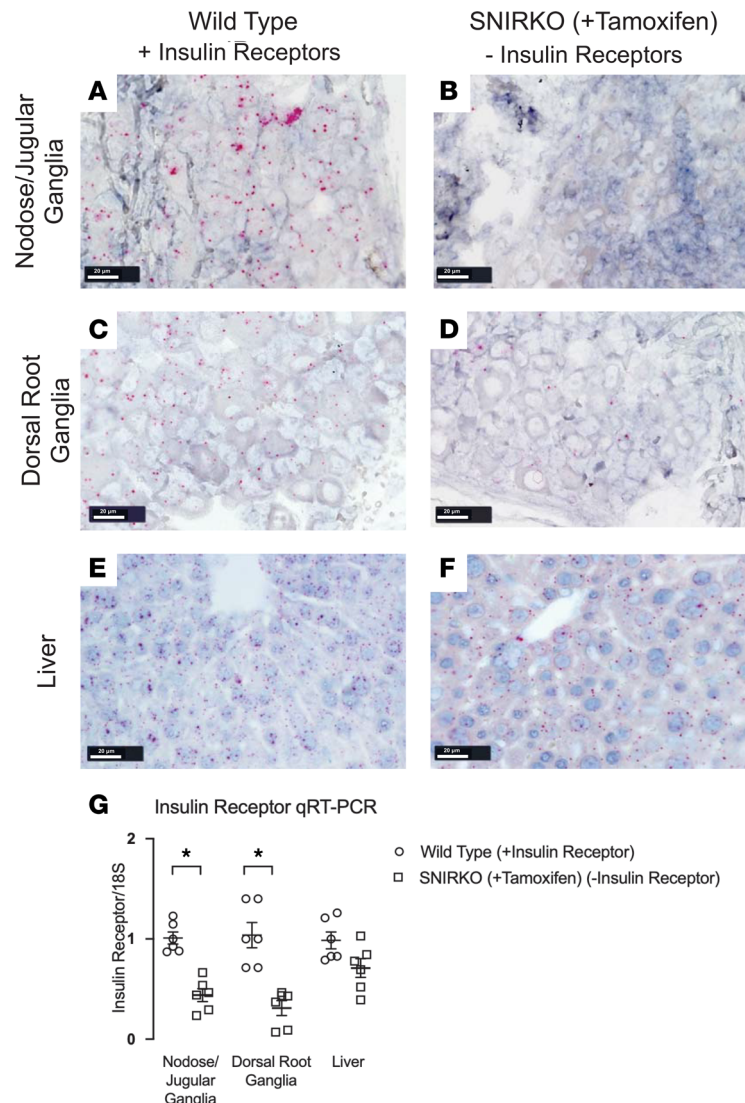 Wild Type
+ Insulin Receptors
SNIRKO (+Tamoxifen)
- Insulin Receptors
Nodose/Jugular
Ganglia
A
20 µm
B
20 µm
Dorsal Root
Ganglia
C
20 µm
D
20 µm
Liver
E
20 µm
F
20 µm
G
Insulin Receptor qRT-PCR
Insulin Receptor/18S
2
1
0
*
*
Wild Type (+Insulin Receptor)
SNIRKO (+Tamoxifen) (-Insulin Receptor)
Nodose/
Jugular
Ganglia
Dorsal Root
Ganglia
Liver